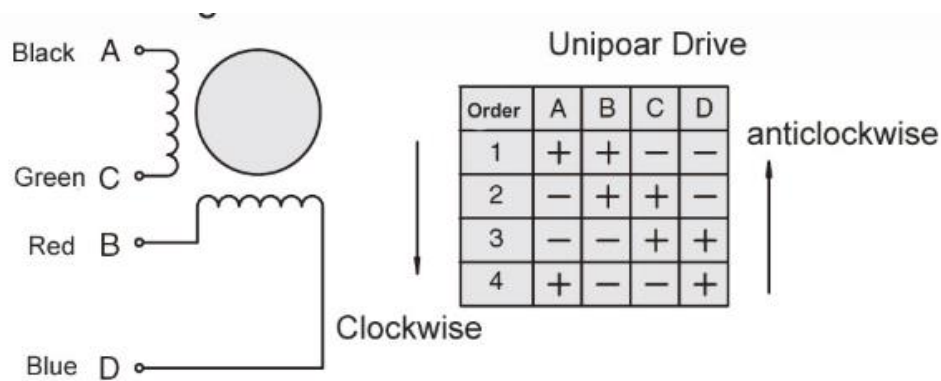 Black A
Green C
Red B
Blue D
Clockwise
Unipoar Drive
Order A B C D
1 + + − −
2 − + + −
3 − − + +
4 + − − +
anticlockwise